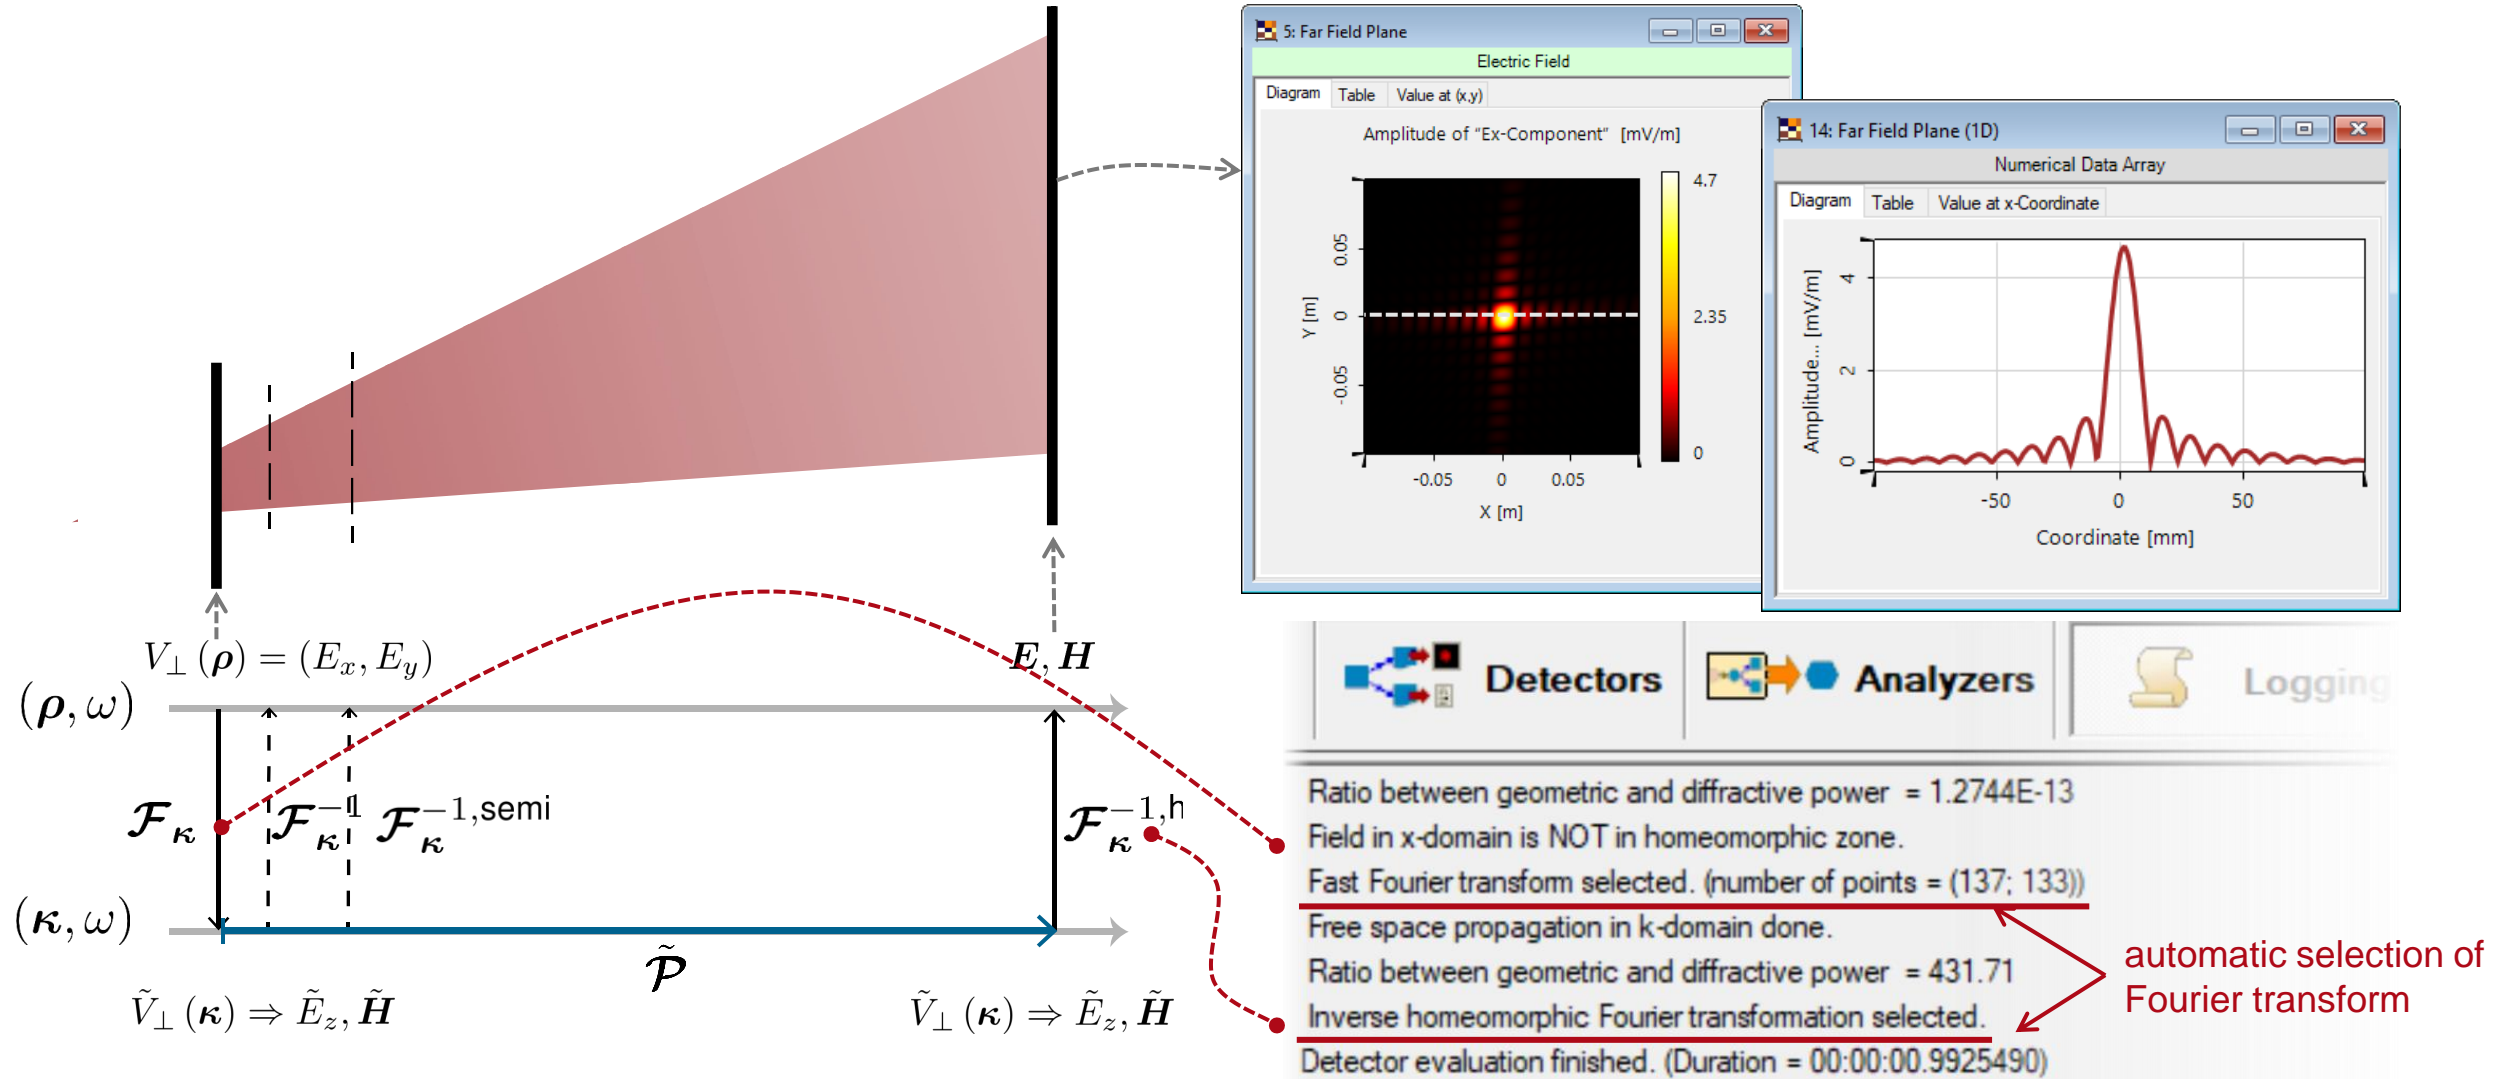 5: Far Field Plane
Electric Field
Diagram Table Value at (x,y)
Amplitude of "Ex-Component" [mV/m]
4.7
2.35
0
0.05
0
-0.05
Y [m]
-0.05 0 0.05
X [m]
14: Far Field Plane (1D)
Numerical Data Array
Diagram Table Value at x-Coordinate
4
2
0
Amplitude... [mV/m]
-50 0 50
Coordinate [mm]
V⊥ (ρ) = (Ex, Ey)
E, H
(ρ, ω)
𝓕κ
𝓕κ⁻¹
𝓕κ⁻¹,semi
𝓕κ⁻¹,h
(κ, ω)
𝓟̃
Ṽ⊥ (κ) ⇒ Ẽz, H̃
Ṽ⊥ (κ) ⇒ Ẽz, H̃
Detectors
Analyzers
Logging
Ratio between geometric and diffractive power = 1.2744E-13
Field in x-domain is NOT in homeomorphic zone.
Fast Fourier transform selected. (number of points = (137; 133))
Free space propagation in k-domain done.
Ratio between geometric and diffractive power = 431.71
Inverse homeomorphic Fourier transformation selected.
Detector evaluation finished. (Duration = 00:00:00.9925490)
automatic selection of
Fourier transform